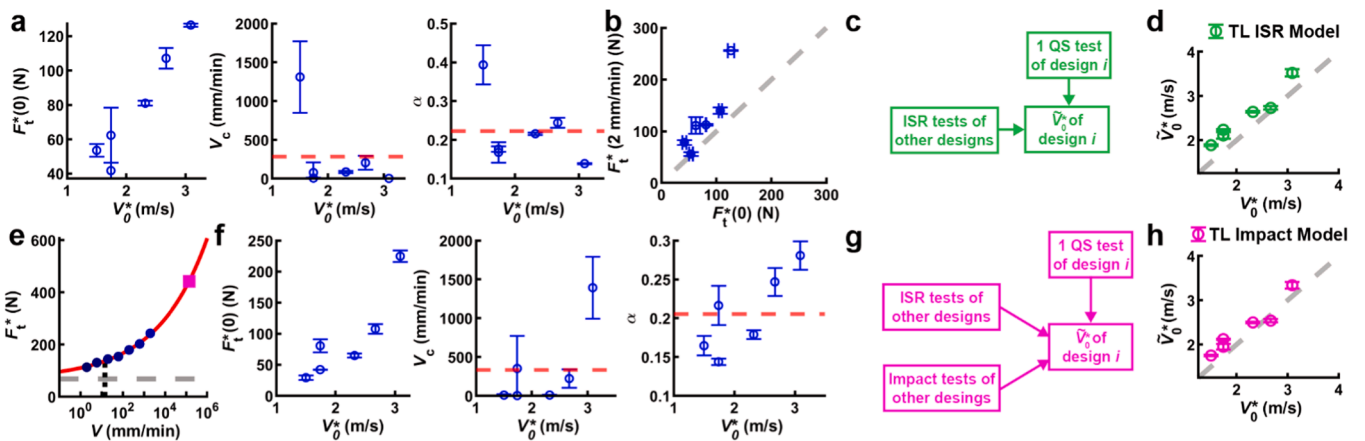 a
F*t(0) (N)
120
100
80
60
40
1
2
3
V*0 (m/s)
Vc (mm/min)
2000
1500
1000
500
0
1
2
3
V*0 (m/s)
α
0.5
0.4
0.3
0.2
0.1
1
2
3
V*0 (m/s)
b
F*t (2 mm/min) (N)
300
200
100
0
0
100
200
300
F*t(0) (N)
c
1 QS test
of design i
ISR tests of
other designs
Ṽ*0 of
design i
d
TL ISR Model
Ṽ*0 (m/s)
4
3
2
2
3
4
V*0 (m/s)
e
F*t (N)
600
400
200
0
10^0
10^2
10^4
10^6
V (mm/min)
f
F*t(0) (N)
250
200
150
100
50
0
1
2
3
V*0 (m/s)
Vc (mm/min)
2000
1500
1000
500
0
1
2
3
V*0 (m/s)
α
0.3
0.25
0.2
0.15
0.1
1
2
3
V*0 (m/s)
g
1 QS test
of design i
ISR tests of
other designs
Ṽ*0 of
design i
Impact tests of
other desings
h
TL Impact Model
Ṽ*0 (m/s)
4
3
2
2
3
4
V*0 (m/s)